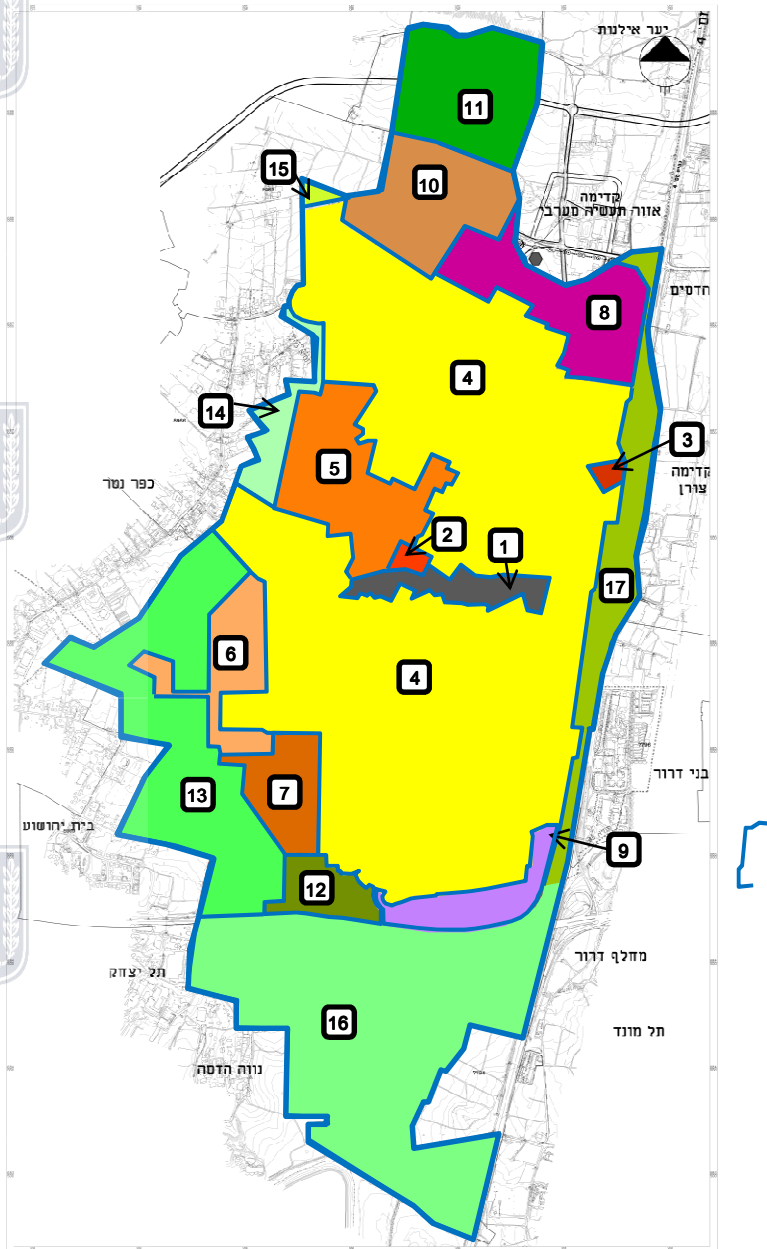 יער אילנות
11
15
10
קדימה
אזור תעשיה מערבי
חדסים
8
4
14
3
5
קדימה
צורן
כפר נטר
2
1
17
6
4
בני דרור
7
13
בית יהושוע
9
12
מחלף דרור
תל יצחק
16
תל מונד
נווה הדסה